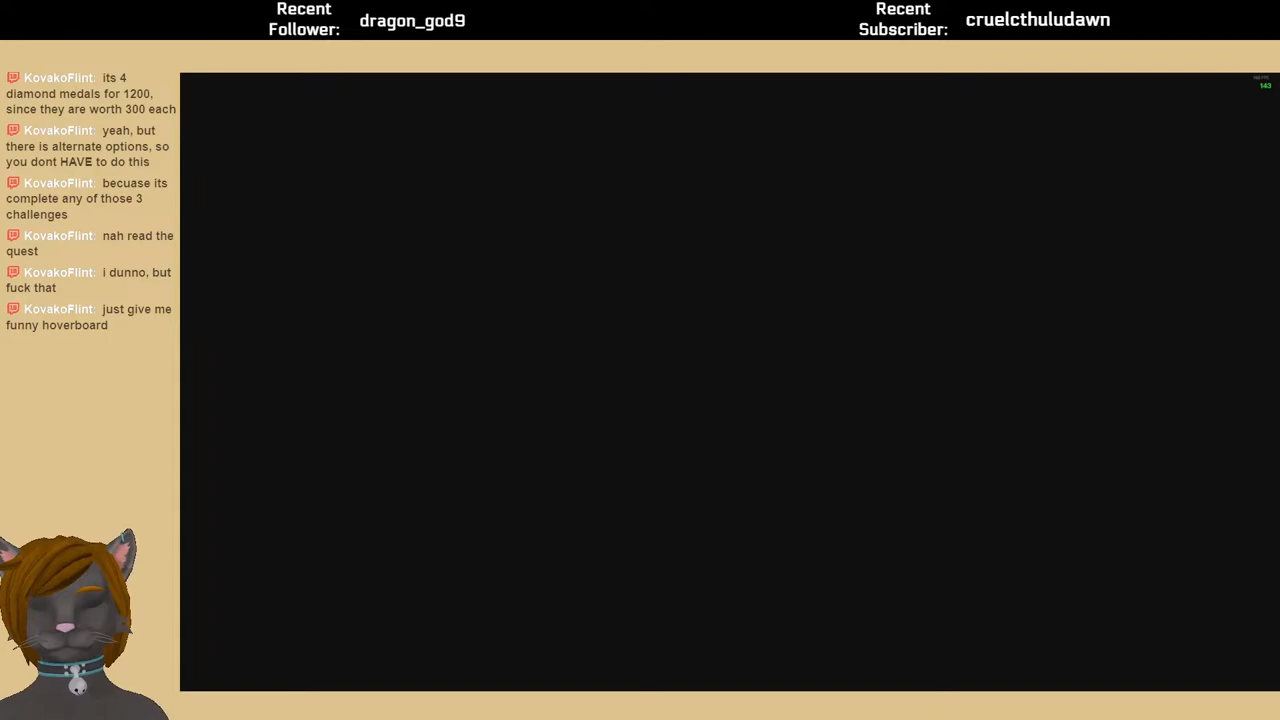 Recent
Follower:
dragon_god9
Recent
Subscriber:
cruelcthuludawn
KovakoFlint: its 4
diamond medals for 1200,
since they are worth 300 each
KovakoFlint: yeah, but
there is alternate options, so
you dont HAVE to do this
KovakoFlint: becuase its
complete any of those 3
challenges
KovakoFlint: nah read the
quest
KovakoFlint: i dunno, but
fuck that
KovakoFlint: just give me
funny hoverboard
143